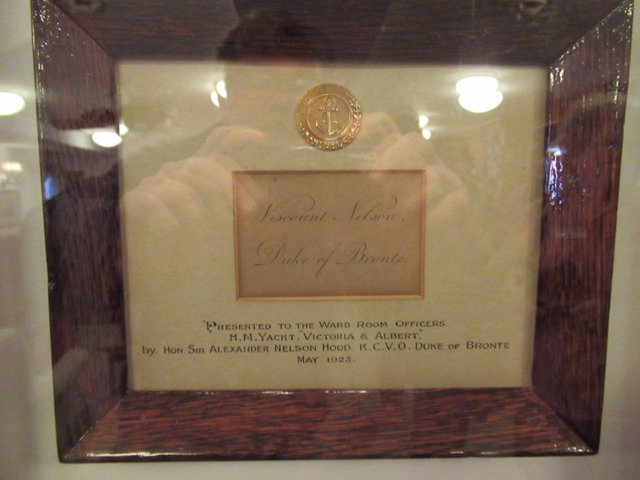 Viscount Nelson.
Duke of Bronte.
PRESENTED TO THE WARD ROOM OFFICERS
H.M. YACHT, "VICTORIA & ALBERT,"
by. HON SIR ALEXANDER NELSON HOOD. K.C.V.O. DUKE OF BRONTE
MAY 1925.